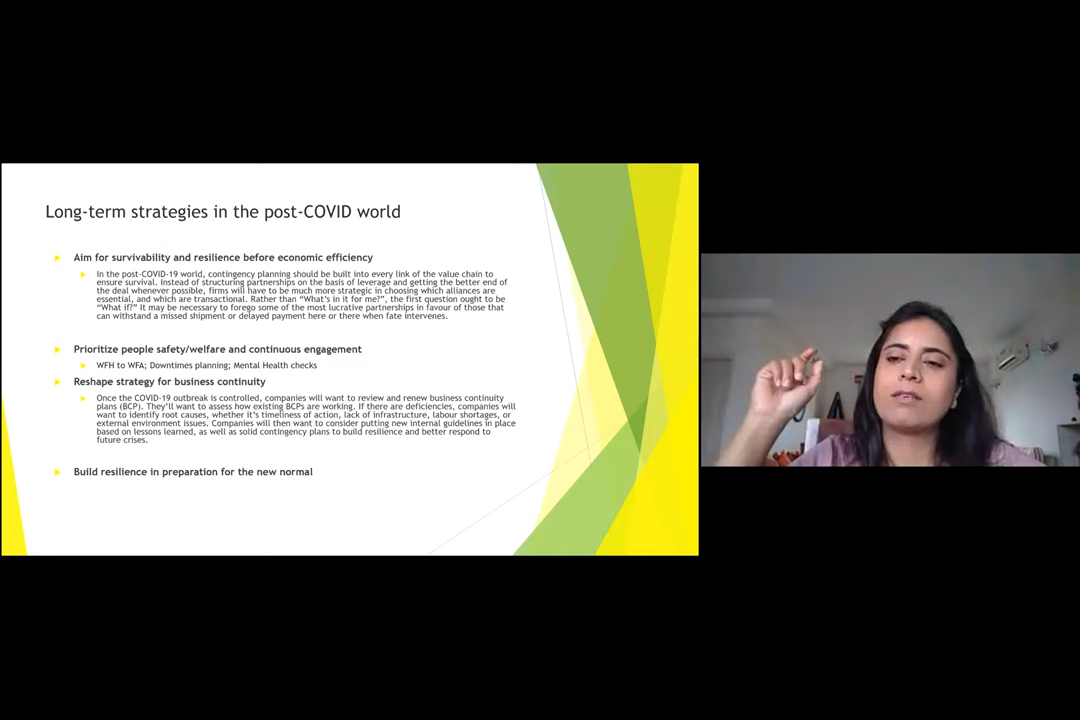 Long-term strategies in the post-COVID world
Aim for survivability and resilience before economic efficiency
In the post-COVID-19 world, contingency planning should be built into every link of the value chain to
ensure survival. Instead of structuring partnerships on the basis of leverage and getting the better end of
the deal whenever possible, firms will have to be much more strategic in choosing which alliances are
essential, and which are transactional. Rather than “What’s in it for me?”, the first question ought to be
“What if?” It may be necessary to forego some of the most lucrative partnerships in favour of those that
can withstand a missed shipment or delayed payment here or there when fate intervenes.
Prioritize people safety/welfare and continuous engagement
WFH to WFA; Downtimes planning; Mental Health checks
Reshape strategy for business continuity
Once the COVID-19 outbreak is controlled, companies will want to review and renew business continuity
plans (BCP). They’ll want to assess how existing BCPs are working. If there are deficiencies, companies will
want to identify root causes, whether it’s timeliness of action, lack of infrastructure, labour shortages, or
external environment issues. Companies will then want to consider putting new internal guidelines in place
based on lessons learned, as well as solid contingency plans to build resilience and better respond to
future crises.
Build resilience in preparation for the new normal